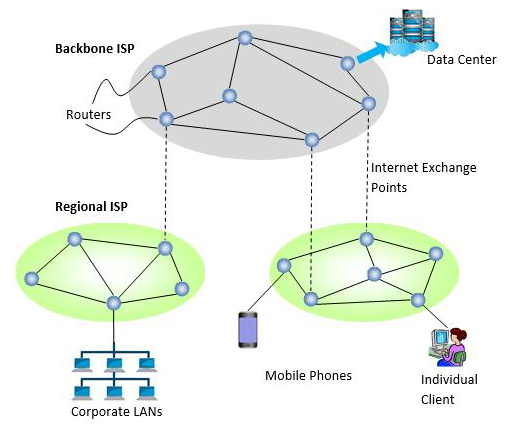 Backbone ISP
Data Center
Routers
Internet Exchange
Points
Regional ISP
Mobile Phones
Individual
Client
Corporate LANs